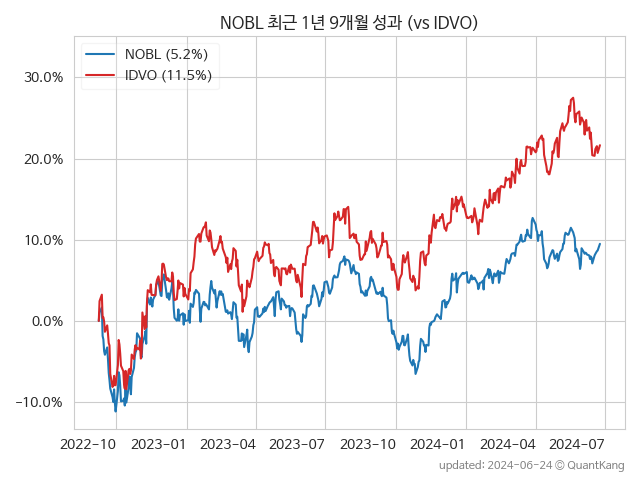 NOBL 최근 1년 9개월 성과 (vs IDVO)
NOBL (5.2%)
IDVO (11.5%)
30.0%
20.0%
10.0%
0.0%
−10.0%
2022-10 2023-01 2023-04 2023-07 2023-10 2024-01 2024-04 2024-07
updated: 2024-06-24 © QuantKang